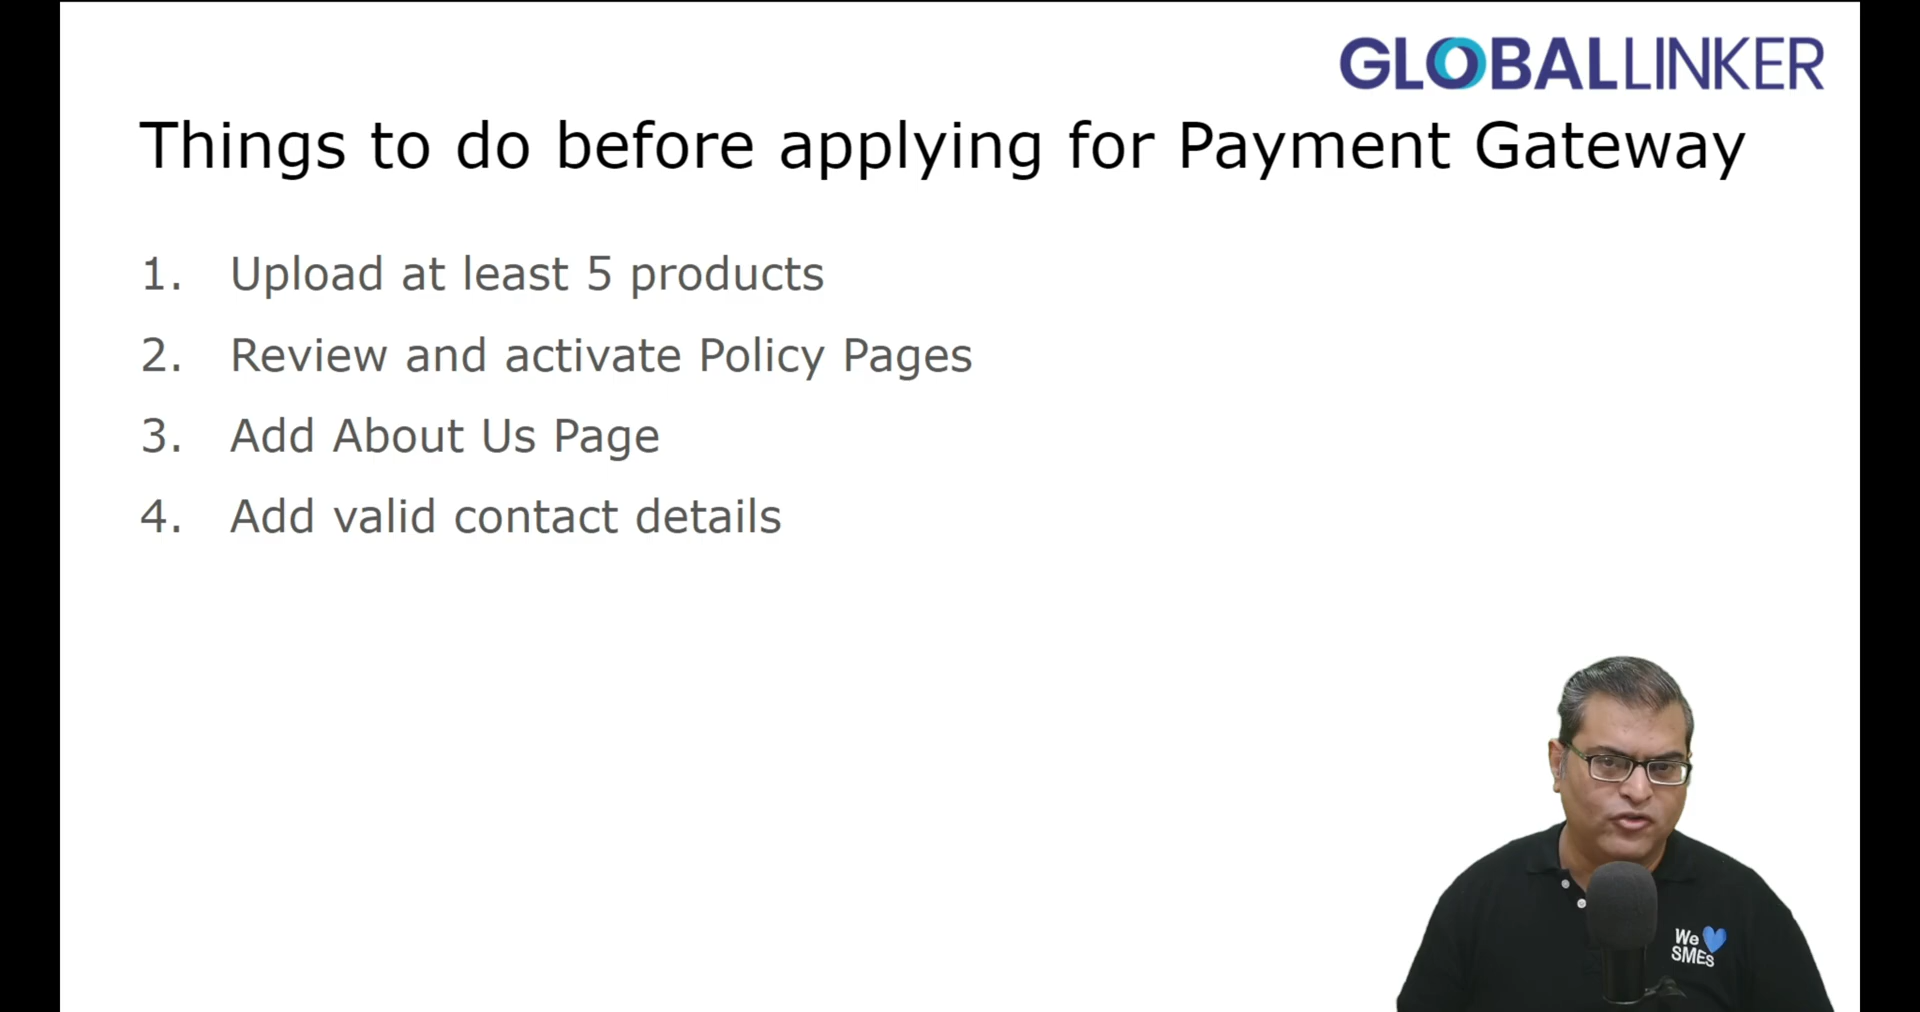 GLOBALLINKER
Things to do before applying for Payment Gateway
1. Upload at least 5 products
2. Review and activate Policy Pages
3. Add About Us Page
4. Add valid contact details
We
SMEs